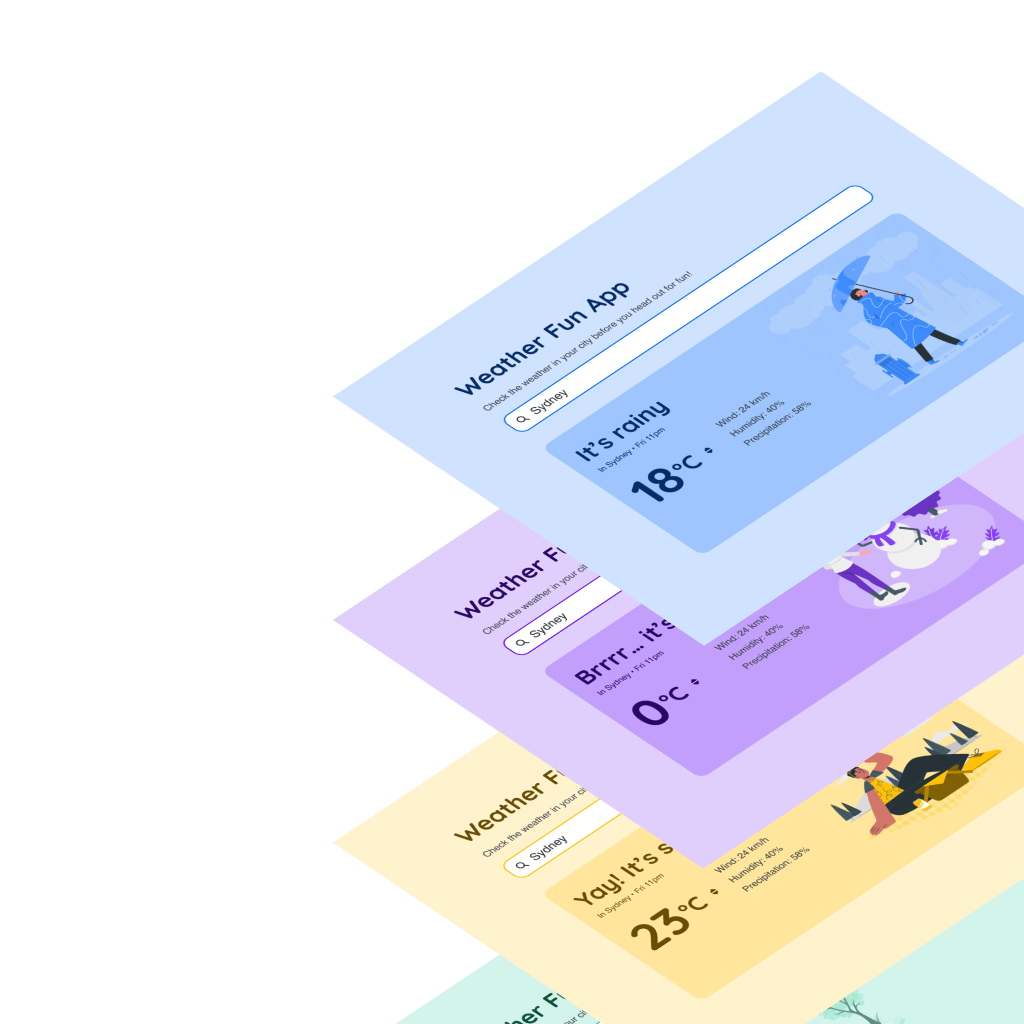 Weather Fun App
Check the weather in your city before you head out for fun!
Sydney
It's rainy
In Sydney • Fri 11pm
18°C
Wind: 24 km/h
Humidity: 40%
Precipitation: 58%
Weather
Check the weather in your
Sydney
Brrrr... it's
In Sydney • Fri 11pm
0°C
Wind: 24 km/h
Humidity: 40%
Precipitation: 58%
Weather
Check the weather in your
Sydney
Yay! It's
In Sydney • Fri 11pm
23°C
Wind: 24 km/h
Humidity: 40%
Precipitation: 58%